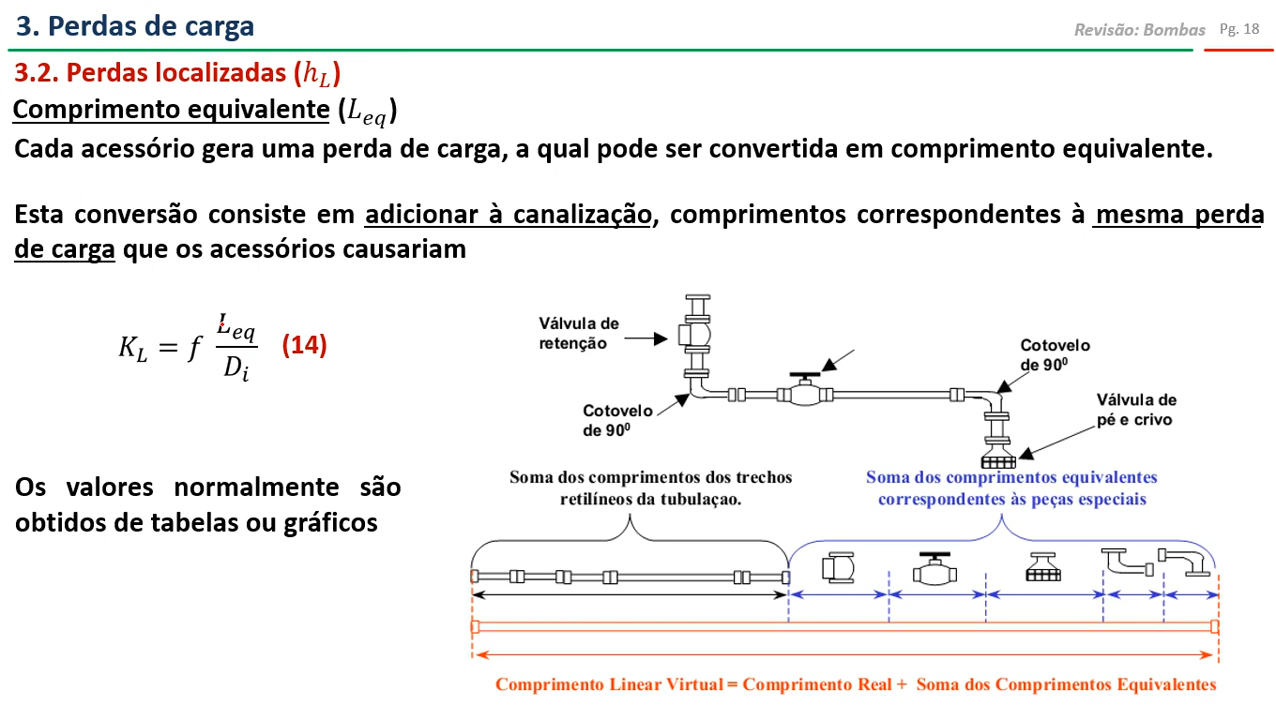 3. Perdas de carga
Revisão: Bombas Pg. 18
3.2. Perdas localizadas (h_L)
Comprimento equivalente (L_eq)
Cada acessório gera uma perda de carga, a qual pode ser convertida em comprimento equivalente.
Esta conversão consiste em adicionar à canalização, comprimentos correspondentes à mesma perda
de carga que os acessórios causariam
K_L = f L_eq / D_i (14)
Os valores normalmente são
obtidos de tabelas ou gráficos
Válvula de
retenção
Cotovelo
de 90⁰
Cotovelo
de 90⁰
Válvula de
pé e crivo
Soma dos comprimentos dos trechos
retilíneos da tubulaçao.
Soma dos comprimentos equivalentes
correspondentes às peças especiais
Comprimento Linear Virtual = Comprimento Real + Soma dos Comprimentos Equivalentes